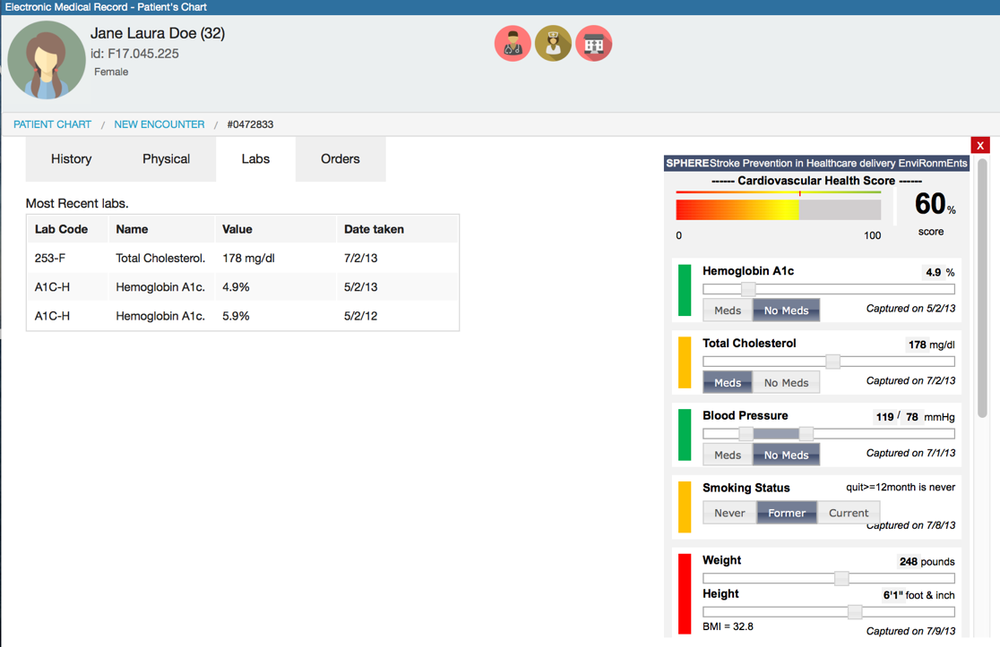 Electronic Medical Record - Patient's Chart
Jane Laura Doe (32)
id: F17.045.225
Female
PATIENT CHART / NEW ENCOUNTER / #0472833
History Physical Labs Orders
Most Recent labs.
Lab Code Name Value Date taken
253-F Total Cholesterol. 178 mg/dl 7/2/13
A1C-H Hemoglobin A1c. 4.9% 5/2/13
A1C-H Hemoglobin A1c. 5.9% 5/2/12
X
SPHEREStroke Prevention in Healthcare delivery EnviRonmEnts
------ Cardiovascular Health Score ------
60 %
score
0 100
Hemoglobin A1c 4.9 %
Meds No Meds Captured on 5/2/13
Total Cholesterol 178 mg/dl
Meds No Meds Captured on 7/2/13
Blood Pressure 119 / 78 mmHg
Meds No Meds Captured on 7/1/13
Smoking Status quit>=12month is never
Never Former Current
Captured on 7/8/13
Weight 248 pounds
Height 6'1" foot & inch
BMI = 32.8 Captured on 7/9/13